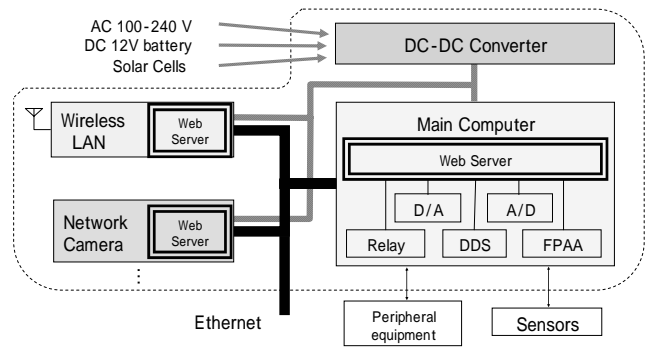 AC 100-240 V
DC 12V battery
Solar Cells
DC-DC Converter
Wireless
LAN
Web
Server
Main Computer
Web Server
D/A
A/D
Relay
DDS
FPAA
Network
Camera
Web
Server
Ethernet
Peripheral
equipment
Sensors